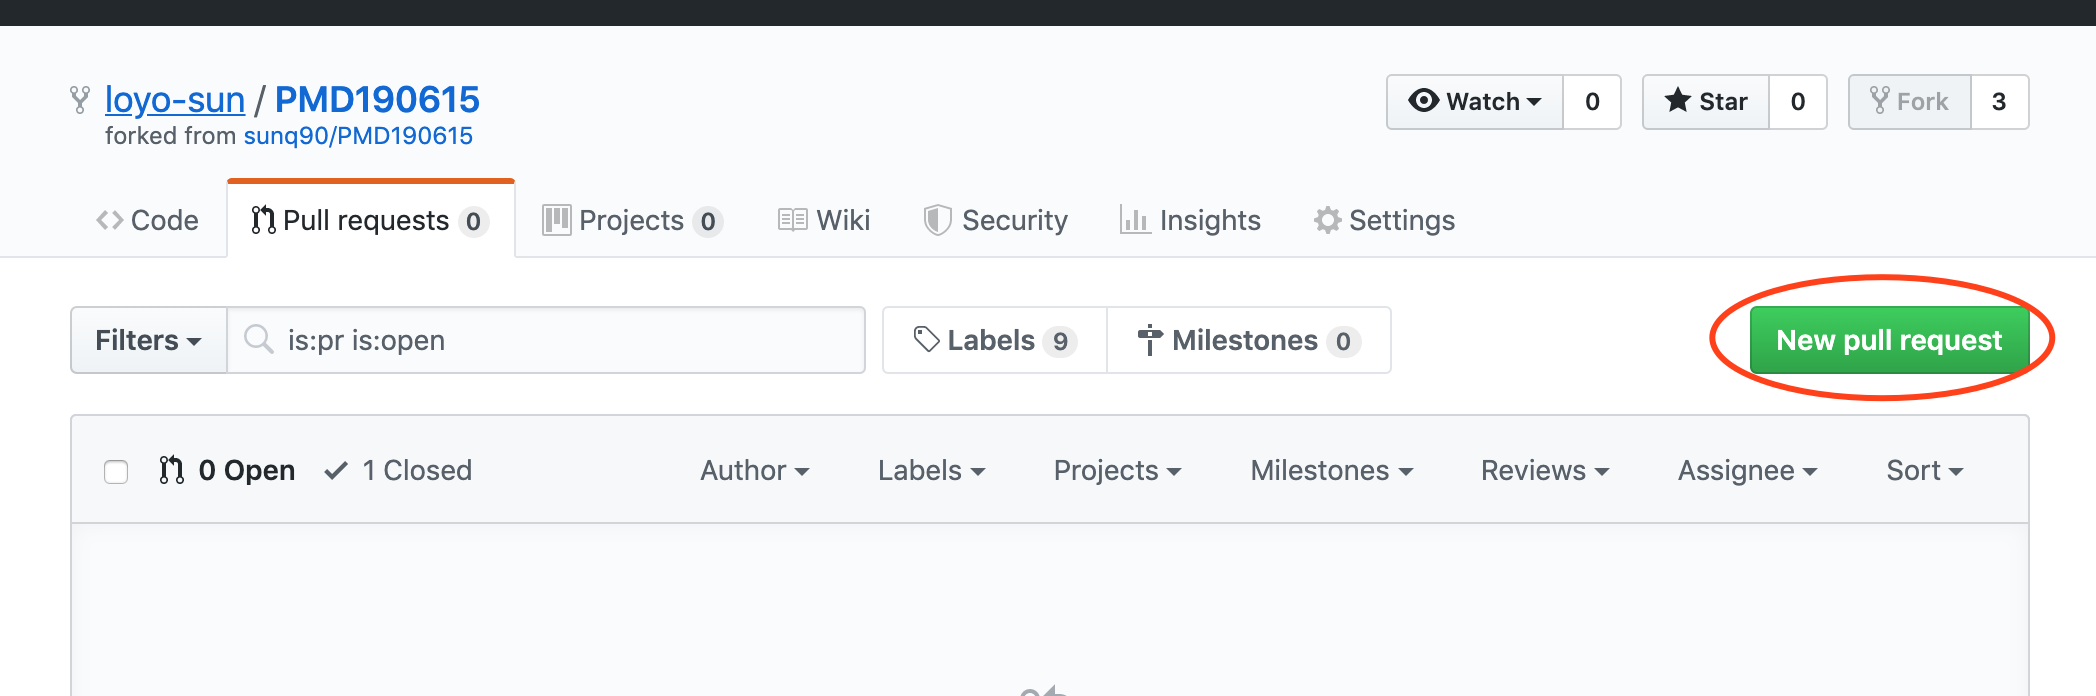 loyo-sun / PMD190615
forked from sunq90/PMD190615
Watch 0 Star 0 Fork 3
Code Pull requests 0 Projects 0 Wiki Security Insights Settings
Filters is:pr is:open Labels 9 Milestones 0 New pull request
0 Open 1 Closed Author Labels Projects Milestones Reviews Assignee Sort